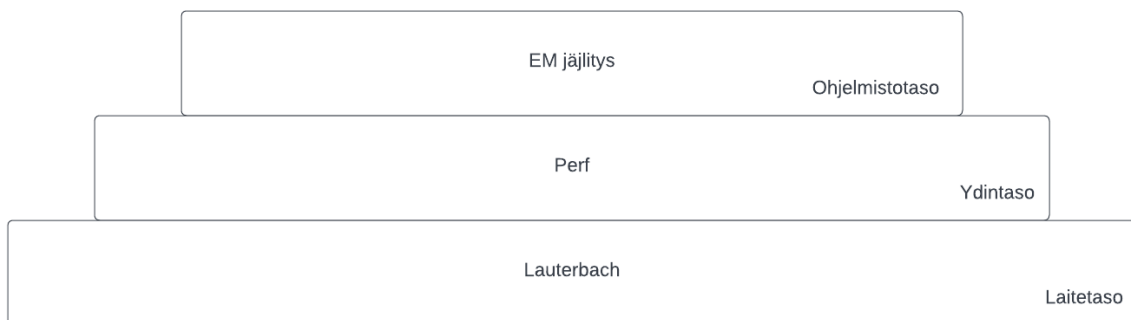 EM jäjlitys
Ohjelmistotaso
Perf
Ydintaso
Lauterbach
Laitetaso